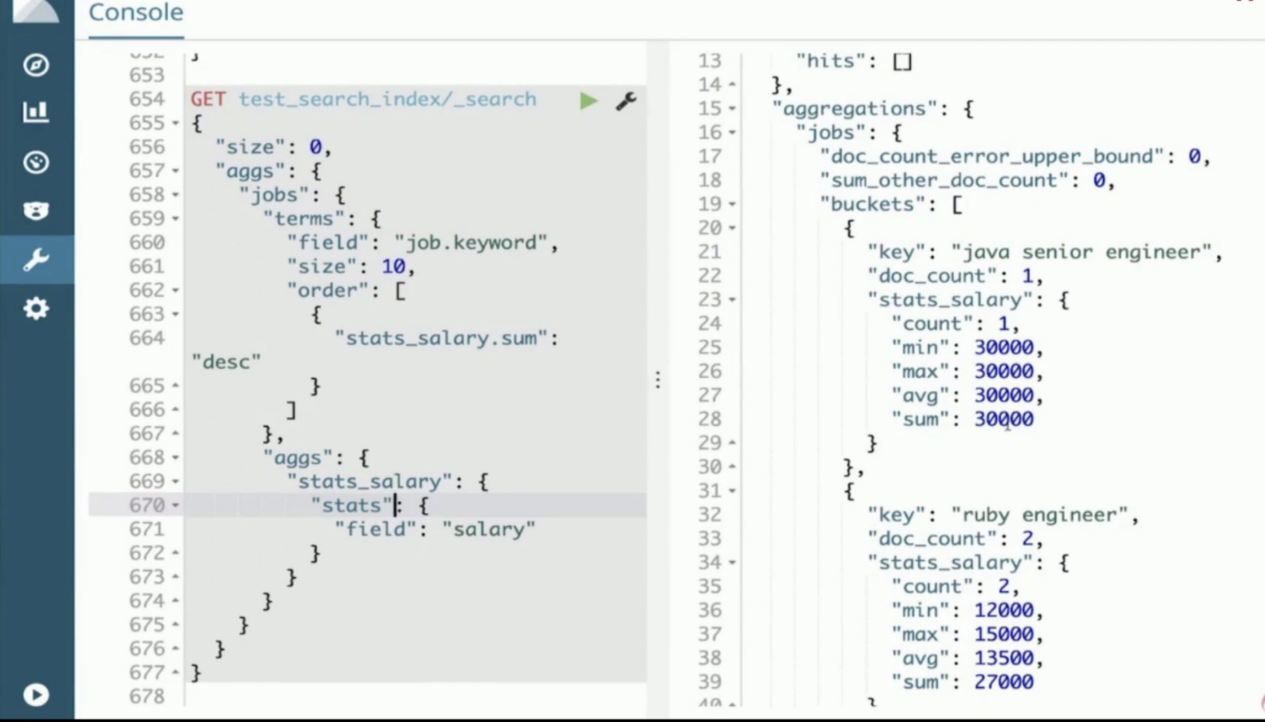 Console
653
654 GET test_search_index/_search
655 {
656 "size": 0,
657 "aggs": {
658 "jobs": {
659 "terms": {
660 "field": "job.keyword",
661 "size": 10,
662 "order": [
663 {
664 "stats_salary.sum":
"desc"
665 }
666 ]
667 },
668 "aggs": {
669 "stats_salary": {
670 "stats": {
671 "field": "salary"
672 }
673 }
674 }
675 }
676 }
677 }
678
13 "hits": []
14 },
15 "aggregations": {
16 "jobs": {
17 "doc_count_error_upper_bound": 0,
18 "sum_other_doc_count": 0,
19 "buckets": [
20 {
21 "key": "java senior engineer",
22 "doc_count": 1,
23 "stats_salary": {
24 "count": 1,
25 "min": 30000,
26 "max": 30000,
27 "avg": 30000,
28 "sum": 30000
29 }
30 },
31 {
32 "key": "ruby engineer",
33 "doc_count": 2,
34 "stats_salary": {
35 "count": 2,
36 "min": 12000,
37 "max": 15000,
38 "avg": 13500,
39 "sum": 27000